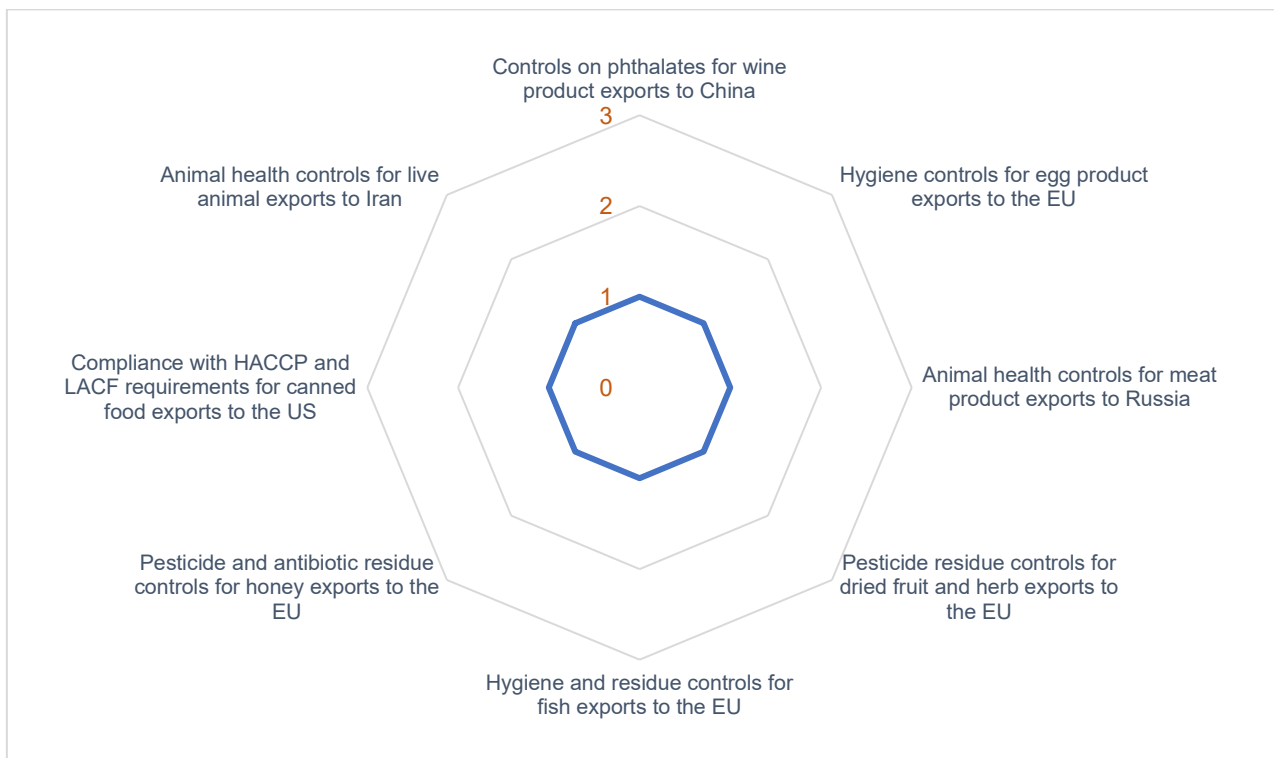 Controls on phthalates for wine
product exports to China
3
Animal health controls for live
animal exports to Iran
Hygiene controls for egg product
exports to the EU
2
1
Compliance with HACCP and
LACF requirements for canned
food exports to the US
0
Animal health controls for meat
product exports to Russia
Pesticide and antibiotic residue
controls for honey exports to the
EU
Pesticide residue controls for
dried fruit and herb exports to
the EU
Hygiene and residue controls for
fish exports to the EU